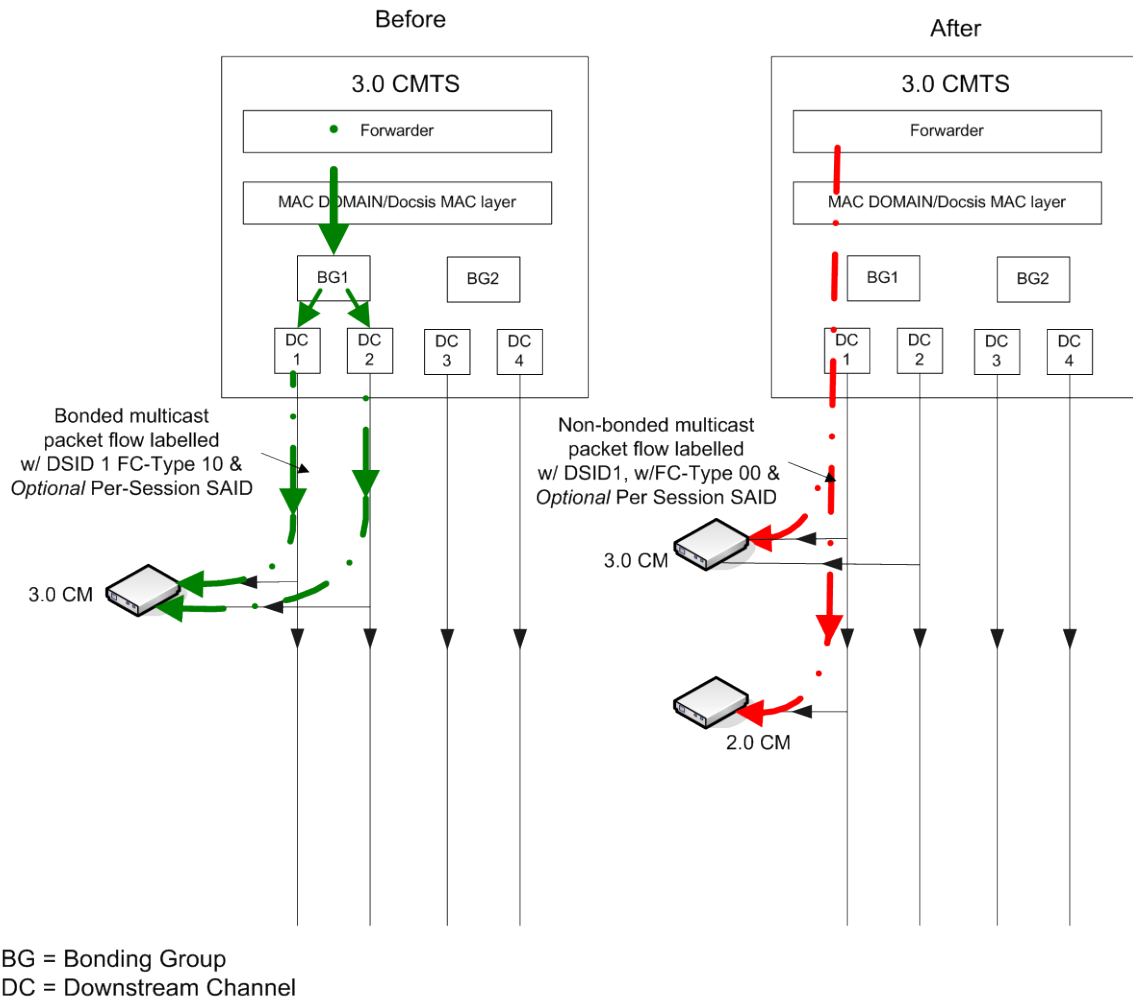 Before
3.0 CMTS
Forwarder
MAC DOMAIN/Docsis MAC layer
BG1
BG2
DC
1
DC
2
DC
3
DC
4
Bonded multicast
packet flow labelled
w/ DSID 1 FC-Type 10 &
Optional Per-Session SAID
3.0 CM
After
3.0 CMTS
Forwarder
MAC DOMAIN/Docsis MAC layer
BG1
BG2
DC
1
DC
2
DC
3
DC
4
Non-bonded multicast
packet flow labelled
w/ DSID1, w/FC-Type 00 &
Optional Per Session SAID
3.0 CM
2.0 CM
BG = Bonding Group
DC = Downstream Channel